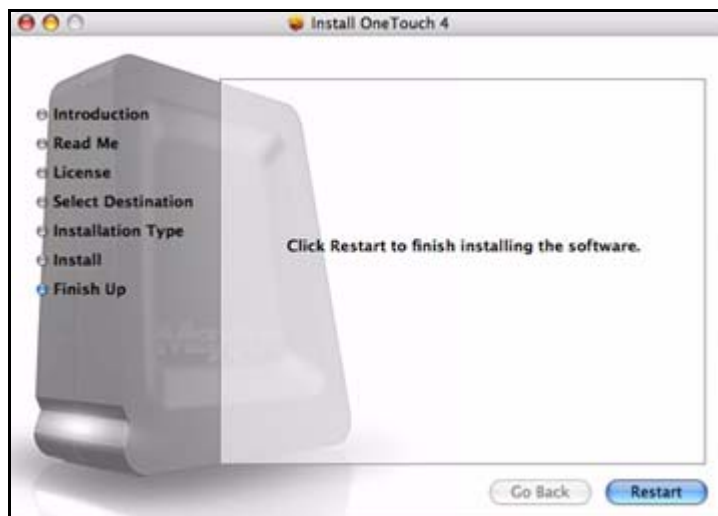 Install OneTouch 4
Introduction
Read Me
License
Select Destination
Installation Type
Install
Finish Up
Click Restart to finish installing the software.
Maxtor
Go Back
Restart